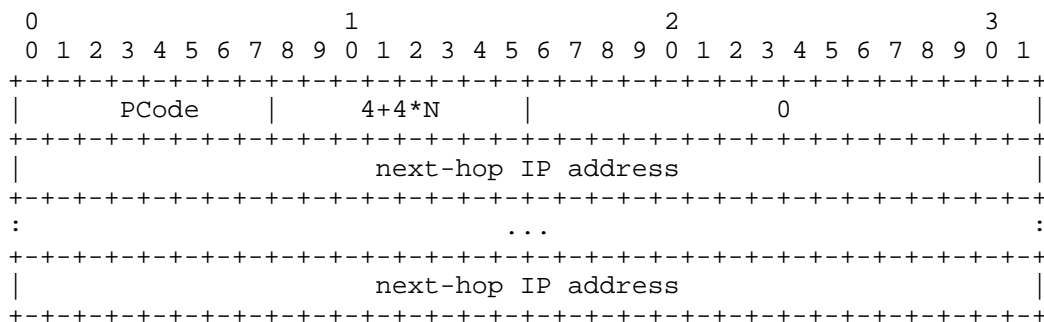 0                   1                   2                   3
 0 1 2 3 4 5 6 7 8 9 0 1 2 3 4 5 6 7 8 9 0 1 2 3 4 5 6 7 8 9 0 1
+-+-+-+-+-+-+-+-+-+-+-+-+-+-+-+-+-+-+-+-+-+-+-+-+-+-+-+-+-+-+-+-+
|     PCode     |     4+4*N     |               0               |
+-+-+-+-+-+-+-+-+-+-+-+-+-+-+-+-+-+-+-+-+-+-+-+-+-+-+-+-+-+-+-+-+
|                      next-hop IP address                      |
+-+-+-+-+-+-+-+-+-+-+-+-+-+-+-+-+-+-+-+-+-+-+-+-+-+-+-+-+-+-+-+-+
:                              ...                              :
+-+-+-+-+-+-+-+-+-+-+-+-+-+-+-+-+-+-+-+-+-+-+-+-+-+-+-+-+-+-+-+-+
|                      next-hop IP address                      |
+-+-+-+-+-+-+-+-+-+-+-+-+-+-+-+-+-+-+-+-+-+-+-+-+-+-+-+-+-+-+-+-+